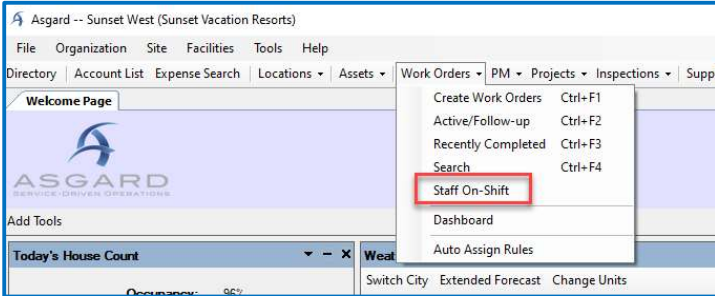 Asgard -- Sunset West (Sunset Vacation Resorts)
File Organization Site Facilities Tools Help
Directory Account List Expense Search Locations Assets Work Orders PM Projects Inspections Supp
Welcome Page
Create Work Orders Ctrl+F1
Active/Follow-up Ctrl+F2
Recently Completed Ctrl+F3
Search Ctrl+F4
Staff On-Shift
Dashboard
Auto Assign Rules
ASGARD
SERVICE-DRIVEN OPERATIONS
Add Tools
Today's House Count
Weat
Switch City Extended Forecast Change Units
Occupancy: 96%